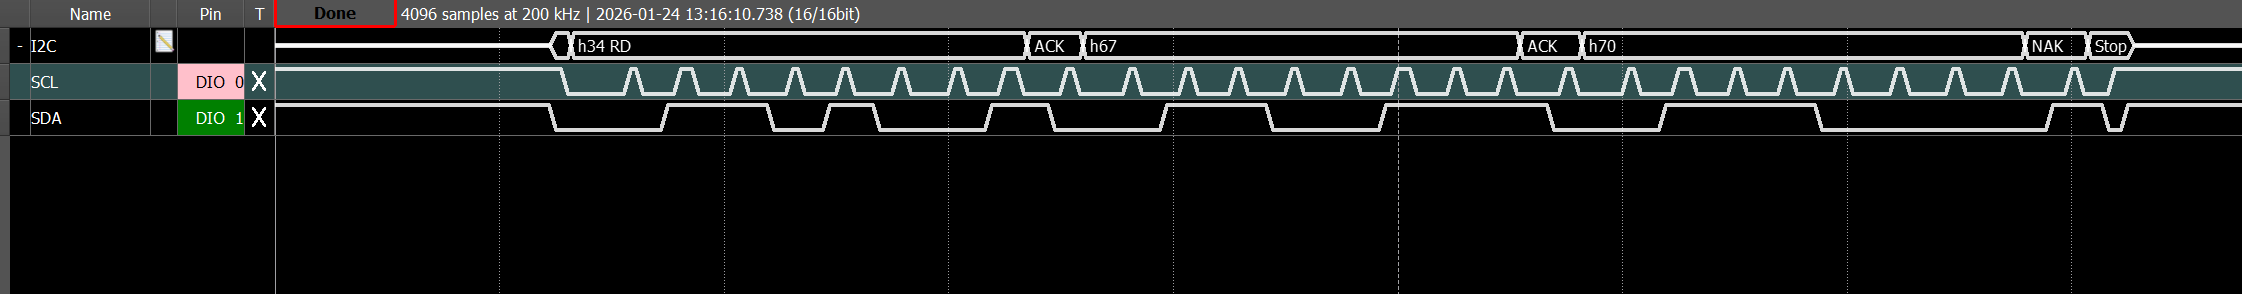 Name Pin T Done 4096 samples at 200 kHz | 2026-01-24 13:16:10.738 (16/16bit)
- I2C h34 RD ACK h67 ACK h70 NAK Stop
SCL DIO 0 X
SDA DIO 1 X